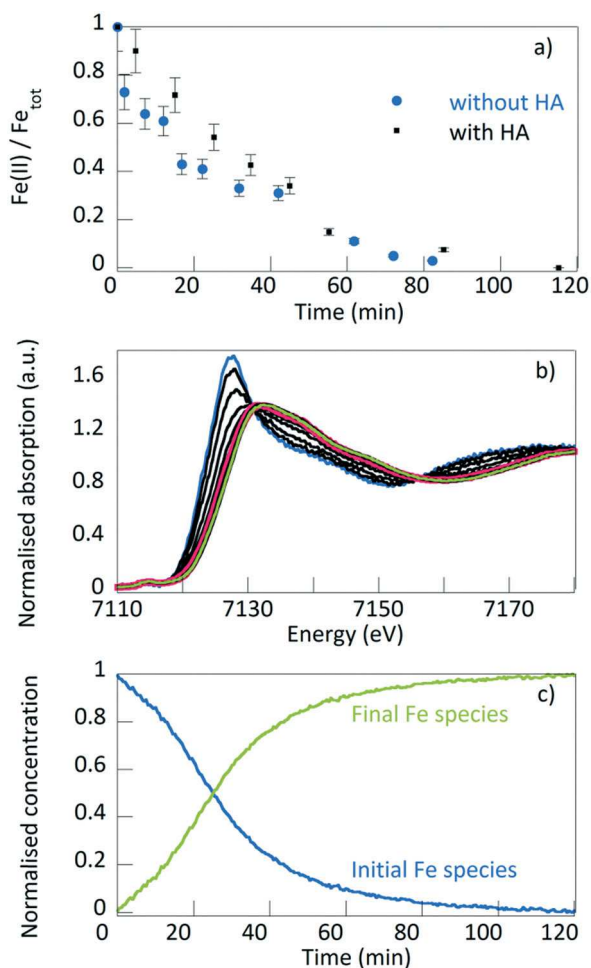 a)
Fe(II) / Fe_tot
1
0.8
0.6
0.4
0.2
0
without HA
with HA
0 20 40 60 80 100 120
Time (min)
b)
Normalised absorption (a.u.)
1.6
1.2
0.8
0.4
0
7110 7130 7150 7170
Energy (eV)
c)
Normalised concentration
1
0.8
0.6
0.4
0.2
0
Final Fe species
Initial Fe species
0 20 40 60 80 100 120
Time (min)